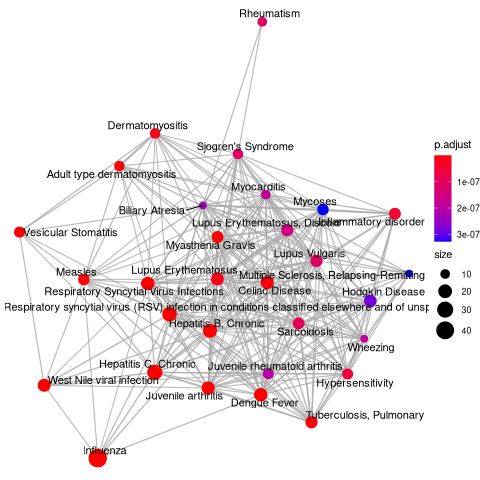 Rheumatism
Dermatomyositis
Sjogren's Syndrome
Adult type dermatomyositis
Myocarditis
Biliary Atresia
Mycoses
Lupus Erythematosus, Discoid
Inflammatory disorder
Vesicular Stomatitis
Myasthenia Gravis
Lupus Vulgaris
Measles
Lupus Erythematosus
Multiple Sclerosis, Relapsing-Remitting
Respiratory Syncytial Virus Infections
Celiac Disease
Hodgkin Disease
Respiratory syncytial virus (RSV) infection in conditions classified elsewhere and of unsp
Hepatitis B, Chronic
Sarcoidosis
Wheezing
Hepatitis C, Chronic
Juvenile rheumatoid arthritis
West Nile viral infection
Hypersensitivity
Juvenile arthritis
Dengue Fever
Tuberculosis, Pulmonary
Influenza
p.adjust
1e-07
2e-07
3e-07
size
10
20
30
40